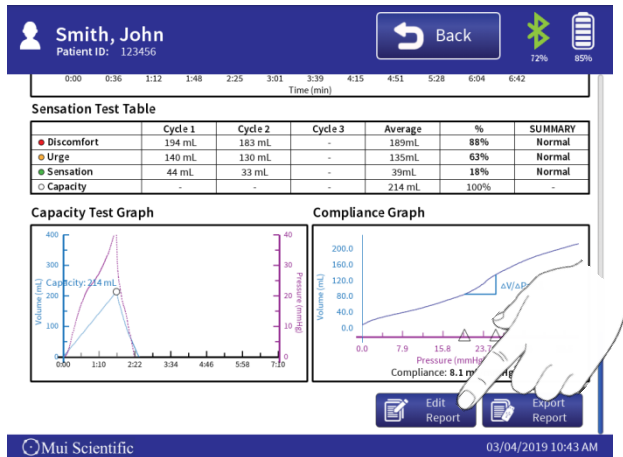 Smith, John
Patient ID: 123456
Back
72%
85%
0:00 0:36 1:12 1:48 2:25 3:01 3:39 4:15 4:51 5:28 6:04 6:42
Time (min)
Sensation Test Table
Cycle 1 Cycle 2 Cycle 3 Average % SUMMARY
Discomfort 194 mL 183 mL - 189mL 88% Normal
Urge 140 mL 130 mL - 135mL 63% Normal
Sensation 44 mL 33 mL - 39mL 18% Normal
Capacity - - - 214 mL 100% -
Capacity Test Graph
400
300
200
100
0
Volume (mL)
Capacity: 214 mL
40
30
20
10
0
Pressure (mmHg)
0:00 1:10 2:22 3:34 4:46 5:58 7:10
Compliance Graph
200.0
160.0
120.0
80.0
40.0
0.0
Volume (mL)
ΔV/ΔP
0.0 7.9 15.8 23.7
Pressure (mmHg)
Compliance: 8.1
Edit
Report
Export
Report
Mui Scientific
03/04/2019 10:43 AM